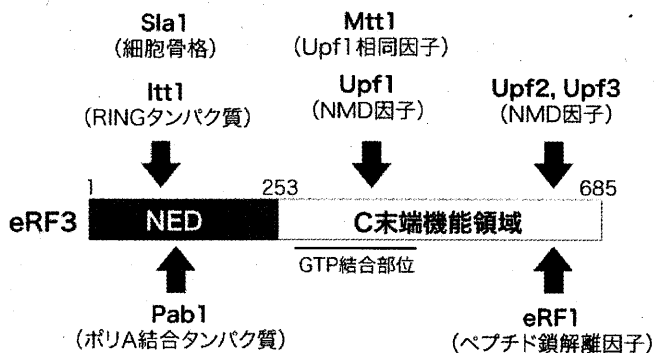 Sla1
(細胞骨格)
Mtt1
(Upf1相同因子)
Itt1
(RINGタンパク質)
Upf1
(NMD因子)
Upf2, Upf3
(NMD因子)
1
253
685
eRF3
NED
C末端機能領域
GTP結合部位
Pab1
(ポリA結合タンパク質)
eRF1
(ペプチド鎖解離因子)